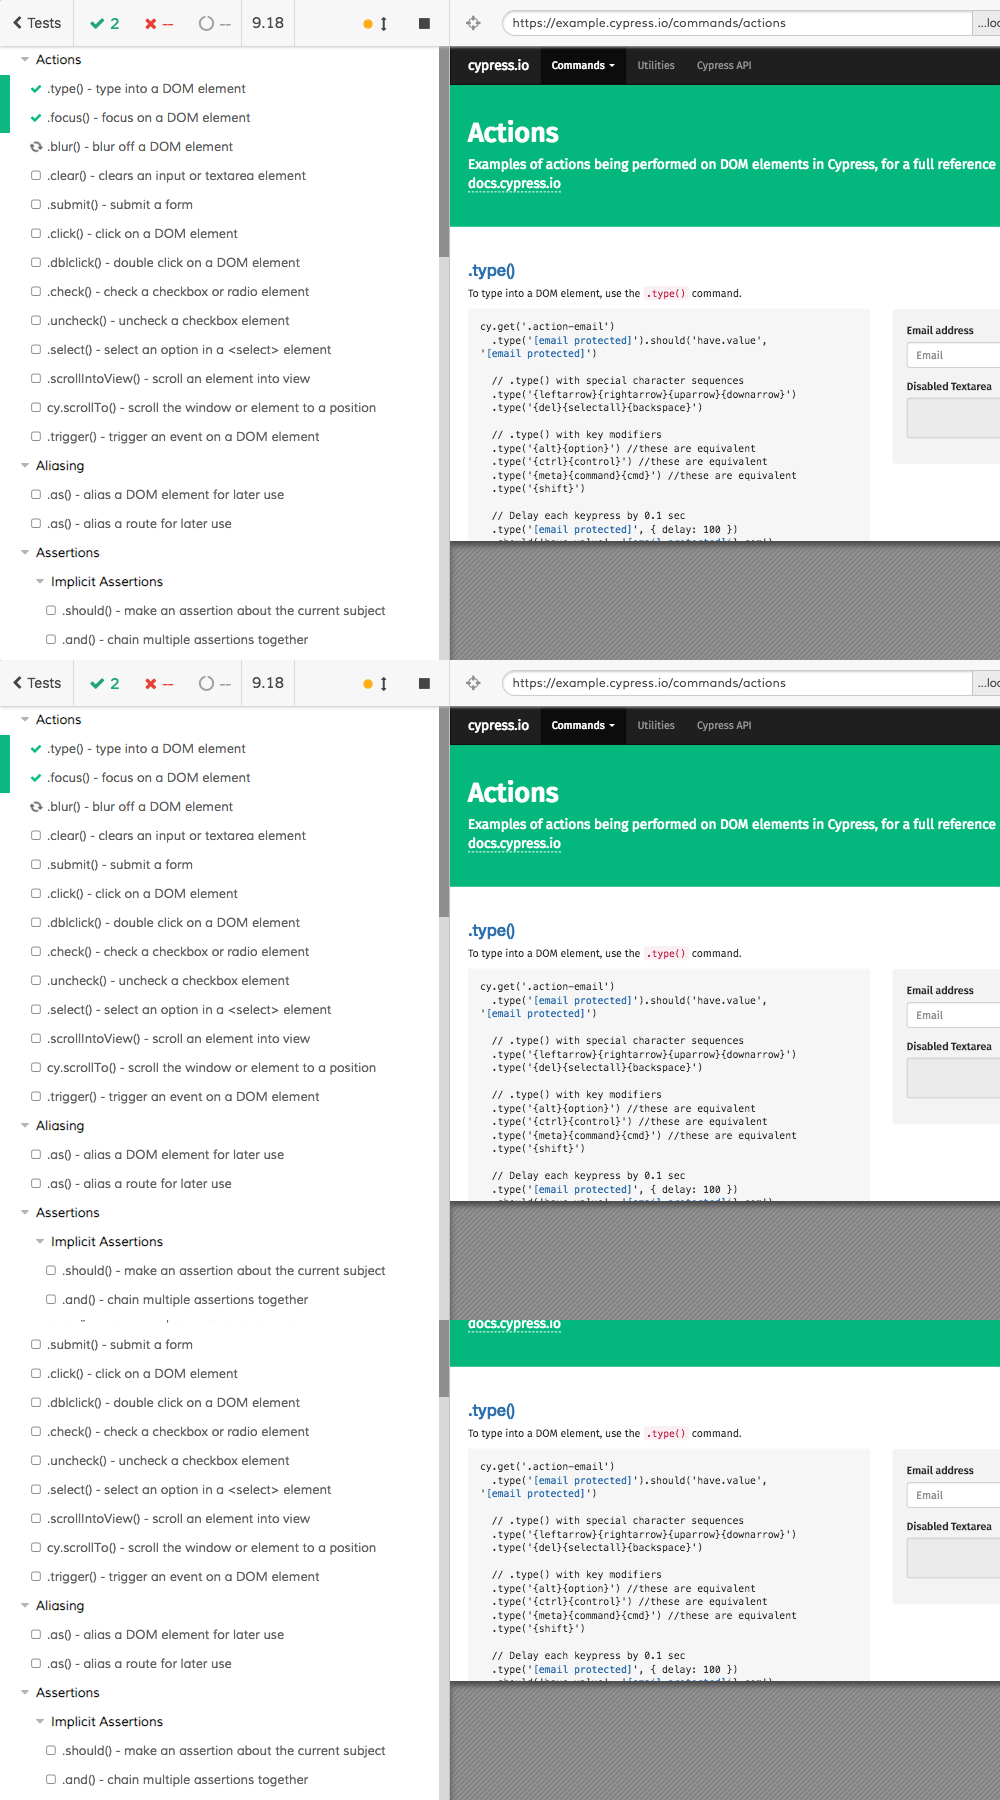 Tests 2 -- -- 9.18
Actions
.type() - type into a DOM element
.focus() - focus on a DOM element
.blur() - blur off a DOM element
.clear() - clears an input or textarea element
.submit() - submit a form
.click() - click on a DOM element
.dblclick() - double click on a DOM element
.check() - check a checkbox or radio element
.uncheck() - uncheck a checkbox element
.select() - select an option in a <select> element
.scrollIntoView() - scroll an element into view
cy.scrollTo() - scroll the window or element to a position
.trigger() - trigger an event on a DOM element
Aliasing
.as() - alias a DOM element for later use
.as() - alias a route for later use
Assertions
Implicit Assertions
.should() - make an assertion about the current subject
.and() - chain multiple assertions together
https://example.cypress.io/commands/actions
cypress.io Commands Utilities Cypress API
Actions
Examples of actions being performed on DOM elements in Cypress, for a full reference
docs.cypress.io
.type()
To type into a DOM element, use the .type() command.
cy.get('.action-email')
.type('[email protected]').should('have.value',
'[email protected]')
// .type() with special character sequences
.type('{leftarrow}{rightarrow}{uparrow}{downarrow}')
.type('{del}{selectall}{backspace}')
// .type() with key modifiers
.type('{alt}{option}') //these are equivalent
.type('{ctrl}{control}') //these are equivalent
.type('{meta}{command}{cmd}') //these are equivalent
.type('{shift}')
// Delay each keypress by 0.1 sec
.type('[email protected]', { delay: 100 })
Email address
Email
Disabled Textarea
Tests 2 -- -- 9.18
Actions
.type() - type into a DOM element
.focus() - focus on a DOM element
.blur() - blur off a DOM element
.clear() - clears an input or textarea element
.submit() - submit a form
.click() - click on a DOM element
.dblclick() - double click on a DOM element
.check() - check a checkbox or radio element
.uncheck() - uncheck a checkbox element
.select() - select an option in a <select> element
.scrollIntoView() - scroll an element into view
cy.scrollTo() - scroll the window or element to a position
.trigger() - trigger an event on a DOM element
Aliasing
.as() - alias a DOM element for later use
.as() - alias a route for later use
Assertions
Implicit Assertions
.should() - make an assertion about the current subject
.and() - chain multiple assertions together
https://example.cypress.io/commands/actions
cypress.io Commands Utilities Cypress API
Actions
Examples of actions being performed on DOM elements in Cypress, for a full reference
docs.cypress.io
.type()
To type into a DOM element, use the .type() command.
cy.get('.action-email')
.type('[email protected]').should('have.value',
'[email protected]')
// .type() with special character sequences
.type('{leftarrow}{rightarrow}{uparrow}{downarrow}')
.type('{del}{selectall}{backspace}')
// .type() with key modifiers
.type('{alt}{option}') //these are equivalent
.type('{ctrl}{control}') //these are equivalent
.type('{meta}{command}{cmd}') //these are equivalent
.type('{shift}')
// Delay each keypress by 0.1 sec
.type('[email protected]', { delay: 100 })
Email address
Email
Disabled Textarea
.submit() - submit a form
.click() - click on a DOM element
.dblclick() - double click on a DOM element
.check() - check a checkbox or radio element
.uncheck() - uncheck a checkbox element
.select() - select an option in a <select> element
.scrollIntoView() - scroll an element into view
cy.scrollTo() - scroll the window or element to a position
.trigger() - trigger an event on a DOM element
Aliasing
.as() - alias a DOM element for later use
.as() - alias a route for later use
Assertions
Implicit Assertions
.should() - make an assertion about the current subject
.and() - chain multiple assertions together
docs.cypress.io
.type()
To type into a DOM element, use the .type() command.
cy.get('.action-email')
.type('[email protected]').should('have.value',
'[email protected]')
// .type() with special character sequences
.type('{leftarrow}{rightarrow}{uparrow}{downarrow}')
.type('{del}{selectall}{backspace}')
// .type() with key modifiers
.type('{alt}{option}') //these are equivalent
.type('{ctrl}{control}') //these are equivalent
.type('{meta}{command}{cmd}') //these are equivalent
.type('{shift}')
// Delay each keypress by 0.1 sec
.type('[email protected]', { delay: 100 })
Email address
Email
Disabled Textarea